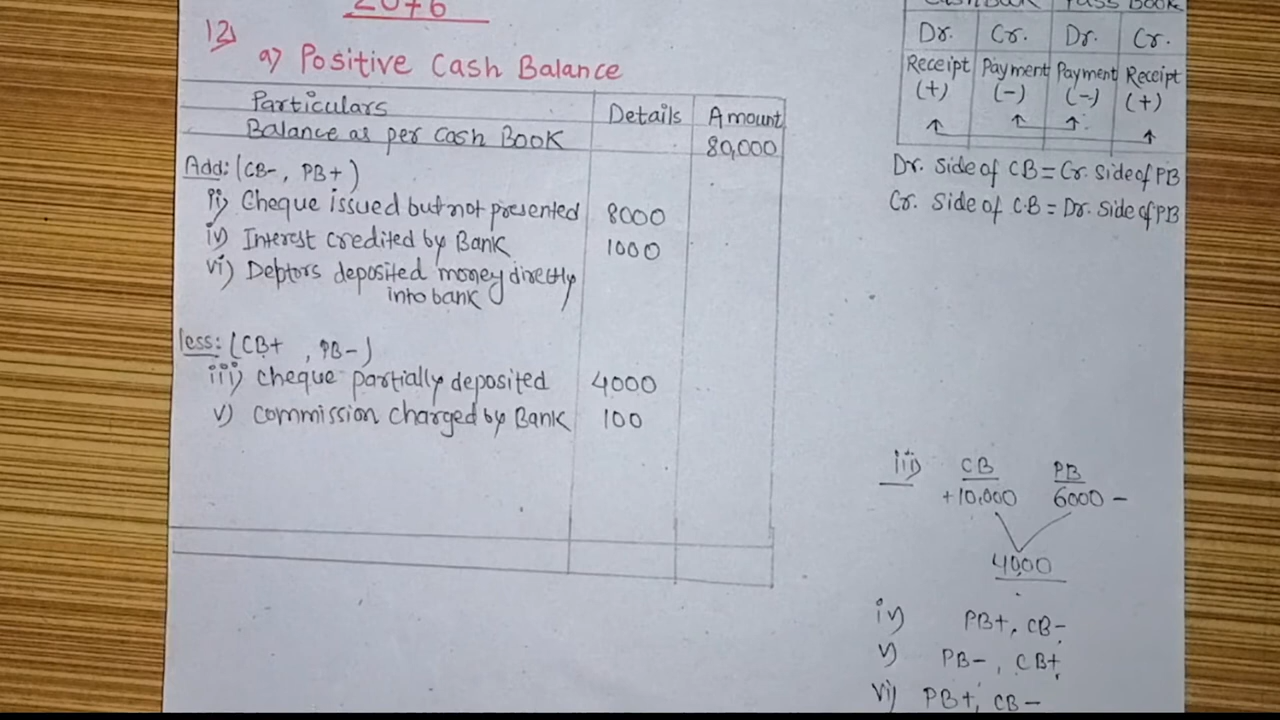 2076
12)
a) Positive Cash Balance
Particulars Details Amount
Balance as per Cash Book 80,000
Add: (CB-, PB+)
ii) Cheque issued but not presented 8000
iv) Interest credited by Bank 1000
vi) Debtors deposited money directly
into bank
less: (CB+ , PB-)
iii) cheque partially deposited 4000
v) commission charged by Bank 100
Cash Book Pass Book
Dr. Cr. Dr. Cr.
Receipt Payment Payment Receipt
(+) (-) (-) (+)
Dr. Side of CB = Cr. Side of PB
Cr. Side of CB = Dr. Side of PB
iii) CB PB
+10,000 6000 -
4000
iv) PB+, CB-
v) PB-, CB+
vi) PB+, CB-